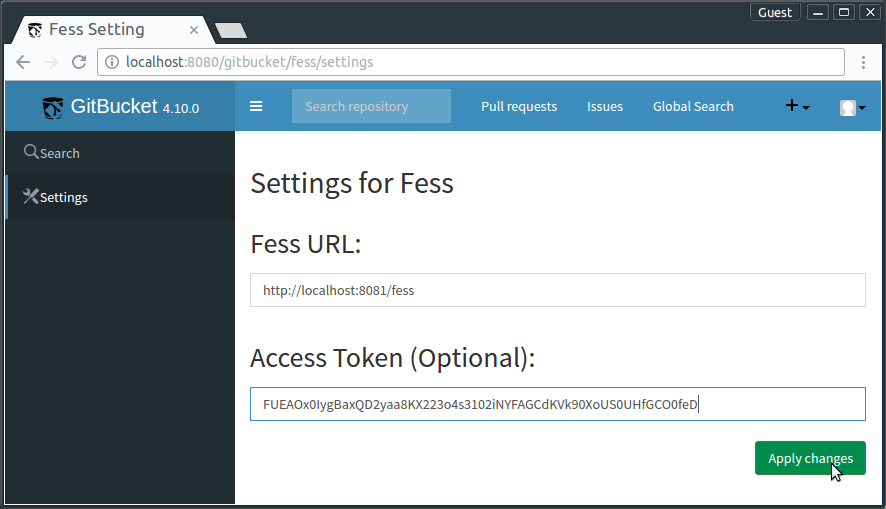 Guest
Fess Setting
localhost:8080/gitbucket/fess/settings
GitBucket 4.10.0
Search repository
Pull requests
Issues
Global Search
Search
Settings
Settings for Fess
Fess URL:
http://localhost:8081/fess
Access Token (Optional):
FUEAOx0IygBaxQD2yaa8KX223o4s3102iNYFAGCdKVk90XoUS0UHfGCO0feD
Apply changes